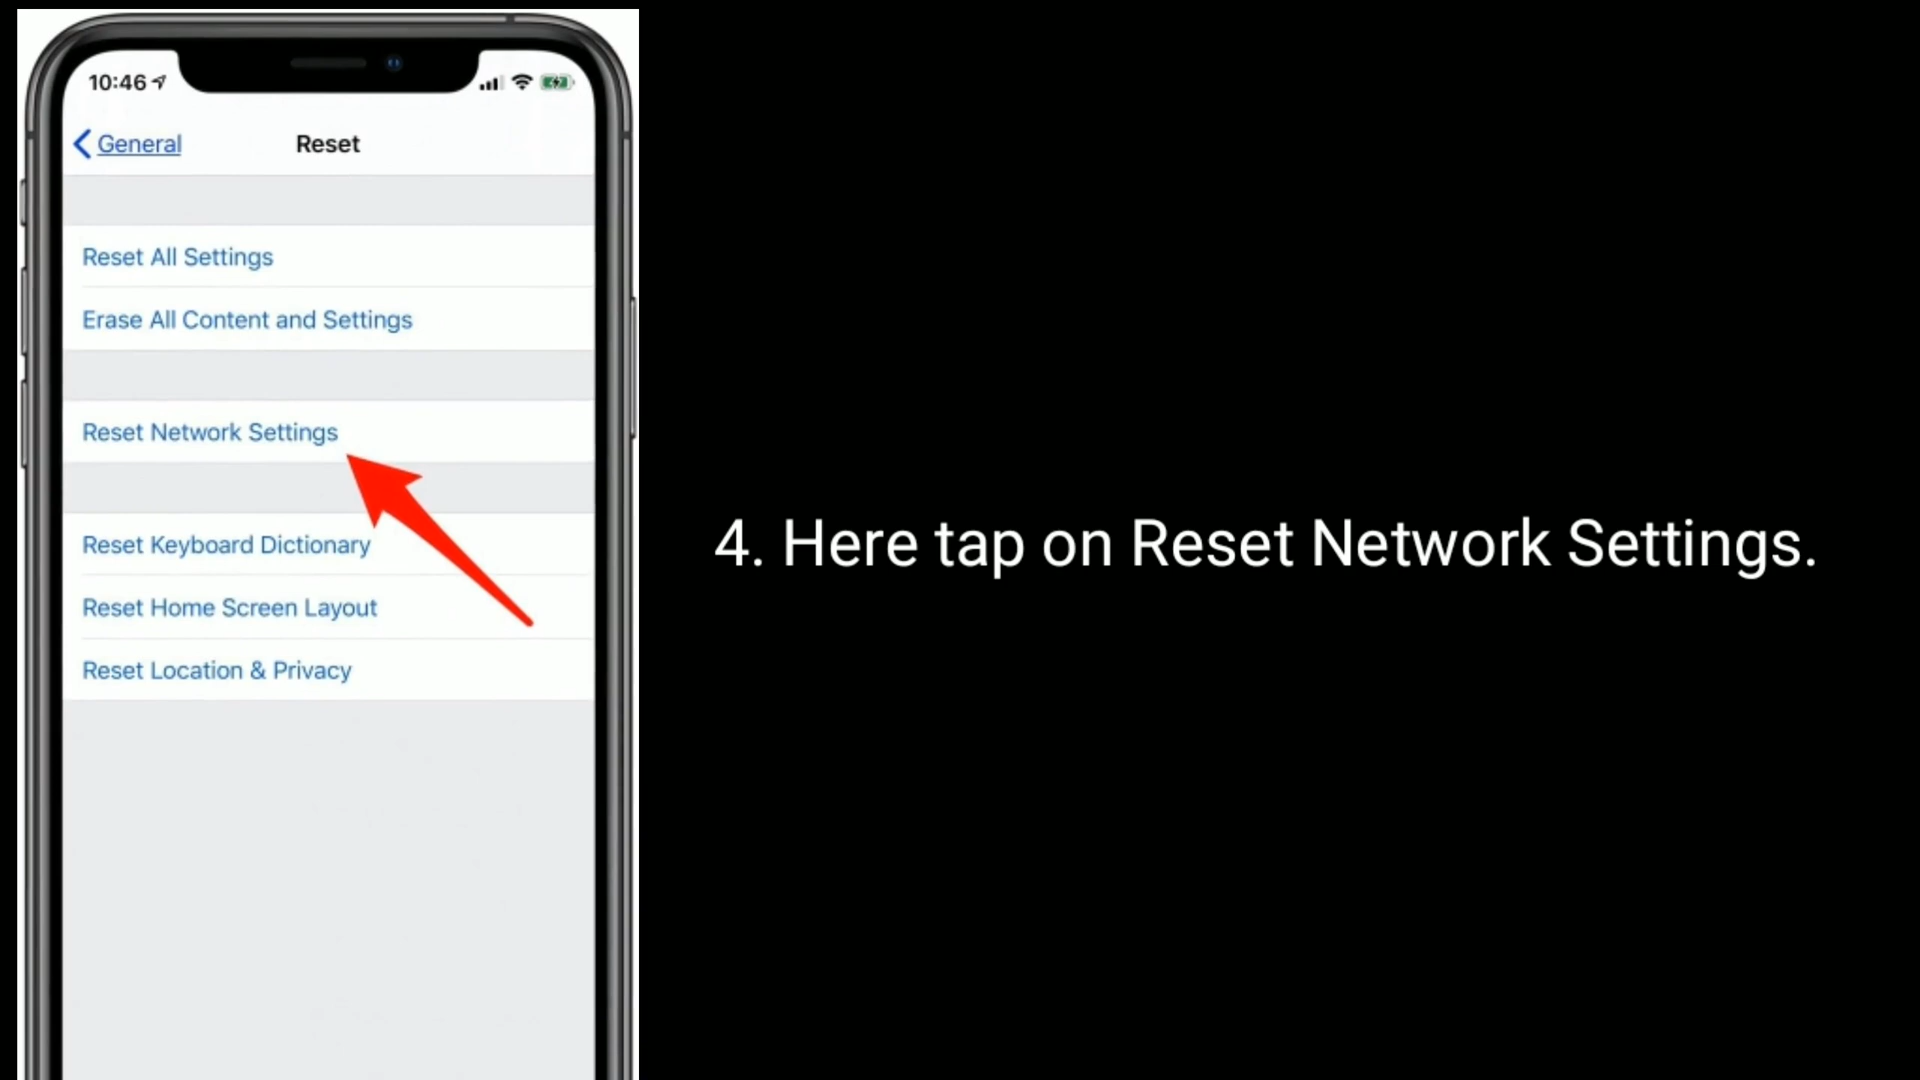 10:46
General
Reset
Reset All Settings
Erase All Content and Settings
Reset Network Settings
Reset Keyboard Dictionary
Reset Home Screen Layout
Reset Location & Privacy
4. Here tap on Reset Network Settings.